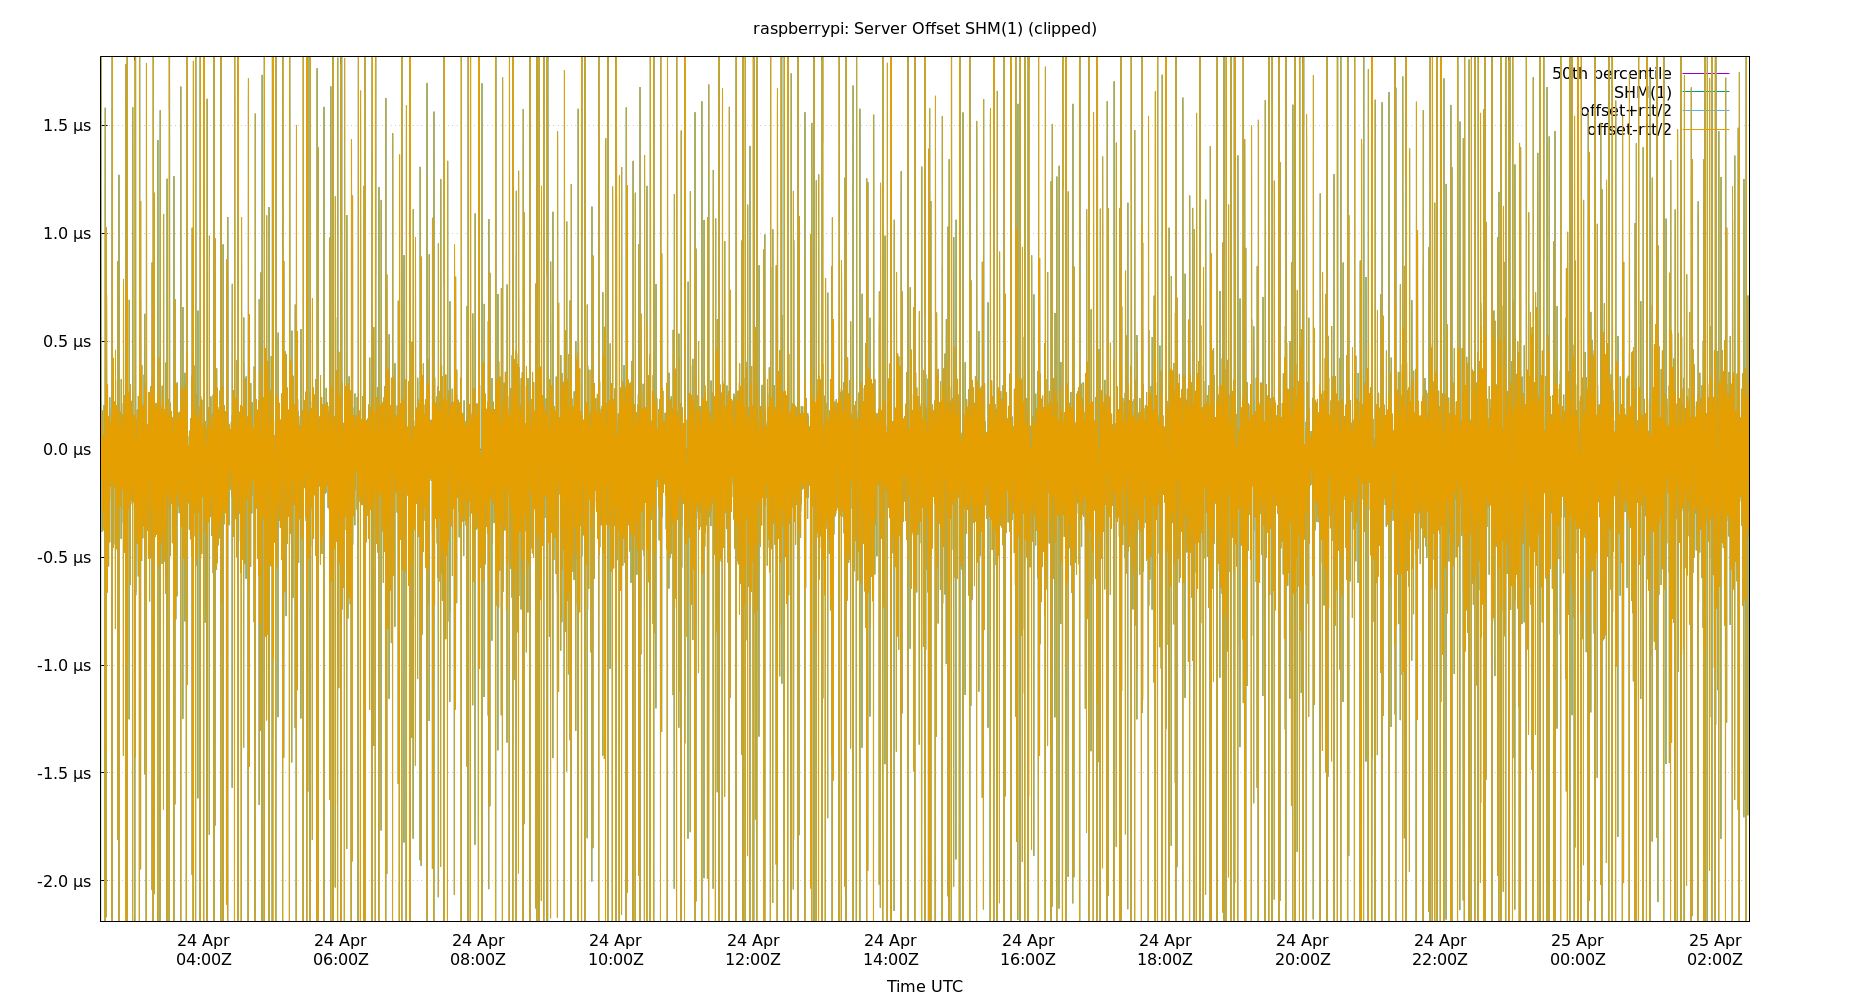 raspberrypi: Server Offset SHM(1) (clipped)
50th percentile
SHM(1)
offset+rtt/2
offset-rtt/2
1.5 µs
1.0 µs
0.5 µs
0.0 µs
-0.5 µs
-1.0 µs
-1.5 µs
-2.0 µs
24 Apr 24 Apr 24 Apr 24 Apr 24 Apr 24 Apr 24 Apr 24 Apr 24 Apr 24 Apr 25 Apr 25 Apr
04:00Z 06:00Z 08:00Z 10:00Z 12:00Z 14:00Z 16:00Z 18:00Z 20:00Z 22:00Z 00:00Z 02:00Z
Time UTC